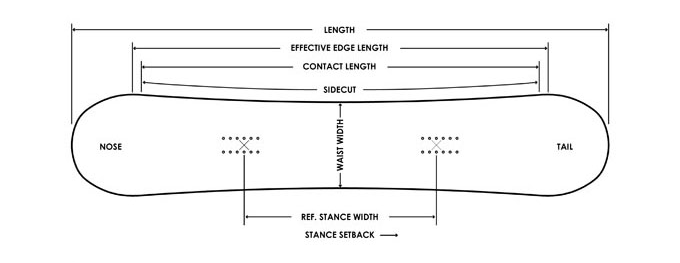 LENGTH
EFFECTIVE EDGE LENGTH
CONTACT LENGTH
SIDECUT
NOSE
WAIST WIDTH
TAIL
REF. STANCE WIDTH
STANCE SETBACK